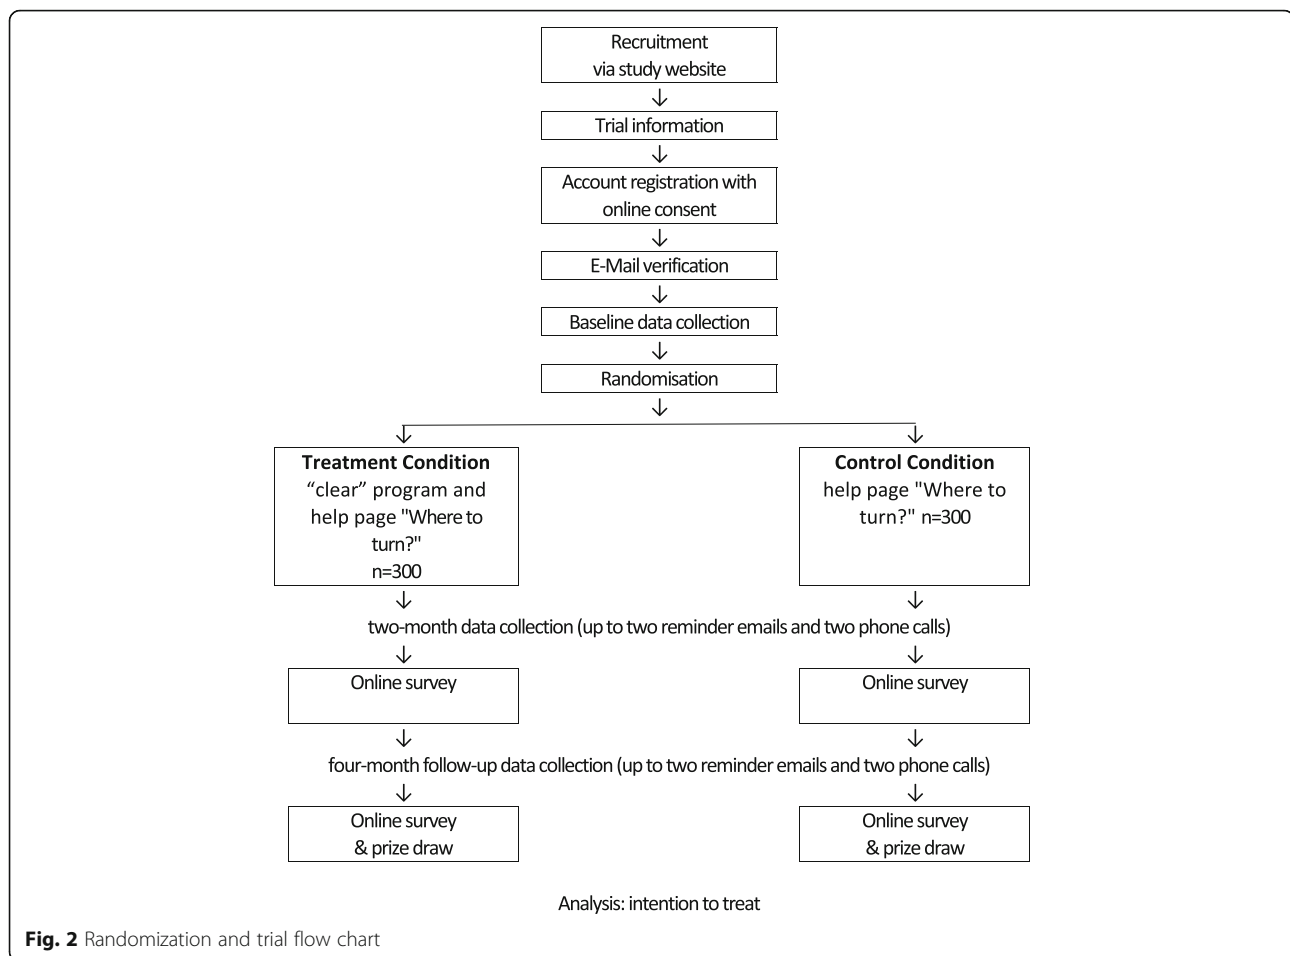 Recruitment
via study website
Trial information
Account registration with
online consent
E-Mail verification
Baseline data collection
Randomisation
Treatment Condition
“clear” program and
help page "Where to
turn?"
n=300
Control Condition
help page "Where to
turn?" n=300
two-month data collection (up to two reminder emails and two phone calls)
Online survey
Online survey
four-month follow-up data collection (up to two reminder emails and two phone calls)
Online survey
& prize draw
Online survey
& prize draw
Analysis: intention to treat
Fig. 2 Randomization and trial flow chart